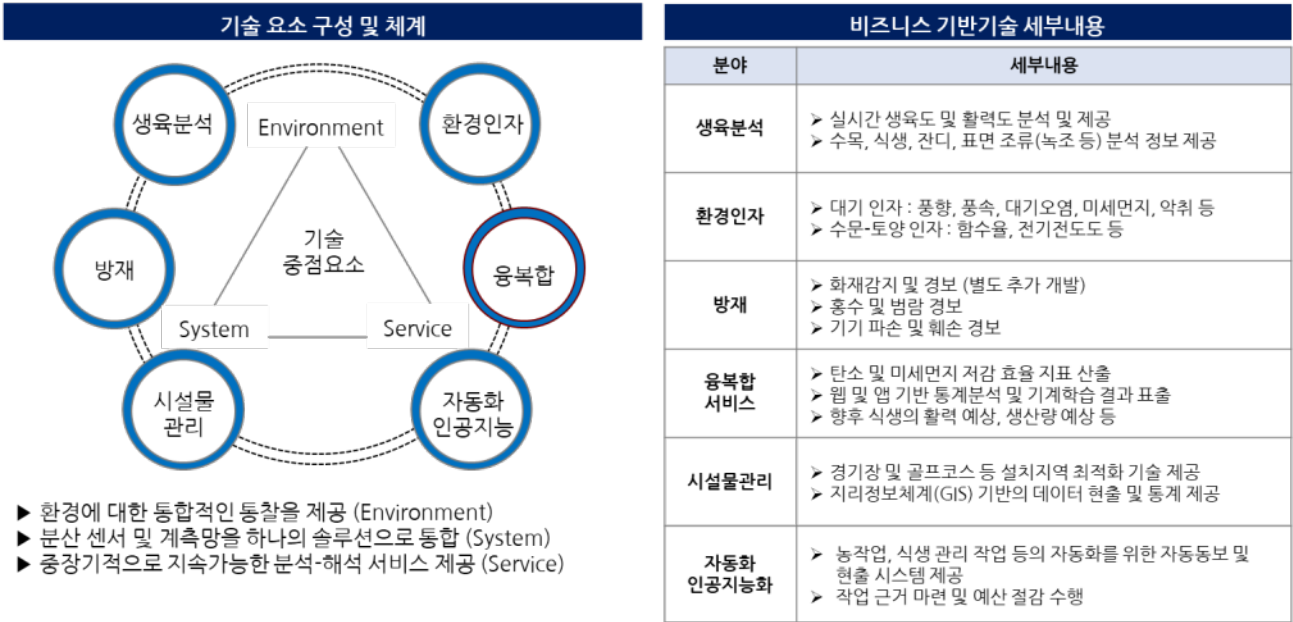 기술 요소 구성 및 체계
생육분석
Environment
환경인자
방재
기술
중점요소
융복합
System
Service
시설물
관리
자동화
인공지능
▶ 환경에 대한 통합적인 통찰을 제공 (Environment)
▶ 분산 센서 및 계측망을 하나의 솔루션으로 통합 (System)
▶ 중장기적으로 지속가능한 분석-해석 서비스 제공 (Service)
비즈니스 기반기술 세부내용
분야 세부내용
생육분석
➢ 실시간 생육도 및 활력도 분석 및 제공
➢ 수목, 식생, 잔디, 표면 조류(녹조 등) 분석 정보 제공
환경인자
➢ 대기 인자 : 풍향, 풍속, 대기오염, 미세먼지, 악취 등
➢ 수문-토양 인자 : 함수율, 전기전도도 등
방재
➢ 화재감지 및 경보 (별도 추가 개발)
➢ 홍수 및 범람 경보
➢ 기기 파손 및 훼손 경보
융복합
서비스
➢ 탄소 및 미세먼지 저감 효율 지표 산출
➢ 웹 및 앱 기반 통계분석 및 기계학습 결과 표출
➢ 향후 식생의 활력 예상, 생산량 예상 등
시설물관리
➢ 경기장 및 골프코스 등 설치지역 최적화 기술 제공
➢ 지리정보체계(GIS) 기반의 데이터 현출 및 통계 제공
자동화
인공지능화
➢ 농작업, 식생 관리 작업 등의 자동화를 위한 자동동보 및
현출 시스템 제공
➢ 작업 근거 마련 및 예산 절감 수행